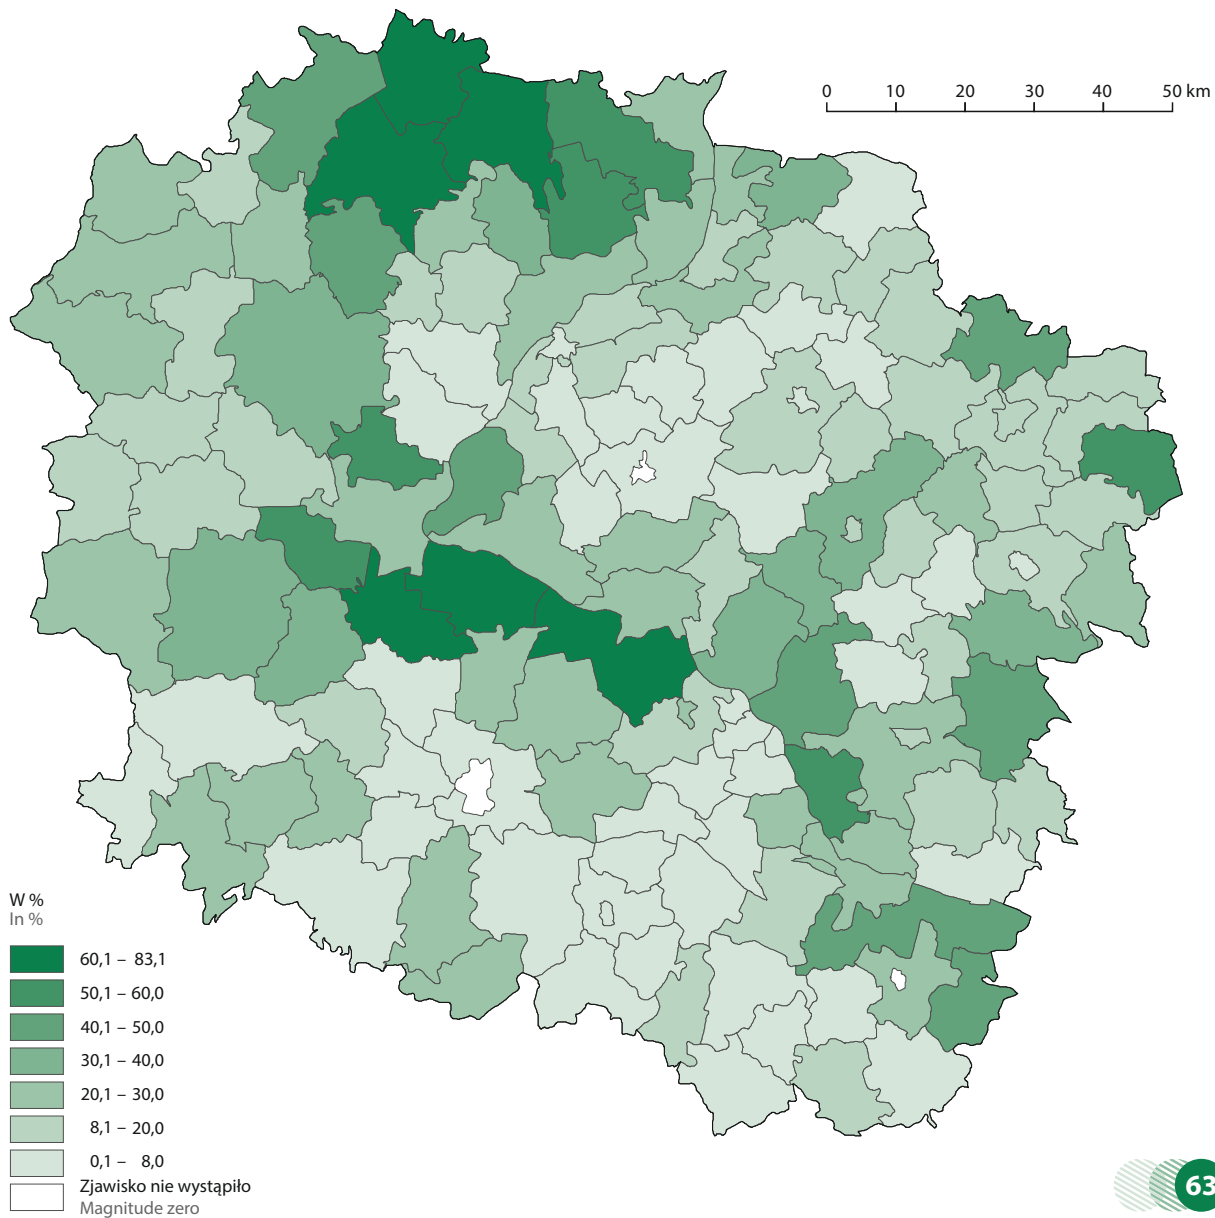 0 10 20 30 40 50 km
W %
In %
60,1 – 83,1
50,1 – 60,0
40,1 – 50,0
30,1 – 40,0
20,1 – 30,0
8,1 – 20,0
0,1 – 8,0
Zjawisko nie wystąpiło
Magnitude zero
63